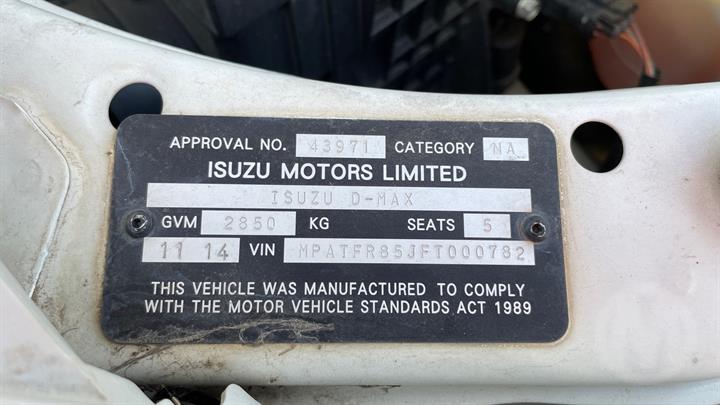 APPROVAL NO. 43971 CATEGORY NA
ISUZU MOTORS LIMITED
ISUZU D-MAX
GVM 2850 KG SEATS 5
11 14 VIN MPATFR85JFT000782
THIS VEHICLE WAS MANUFACTURED TO COMPLY
WITH THE MOTOR VEHICLE STANDARDS ACT 1989